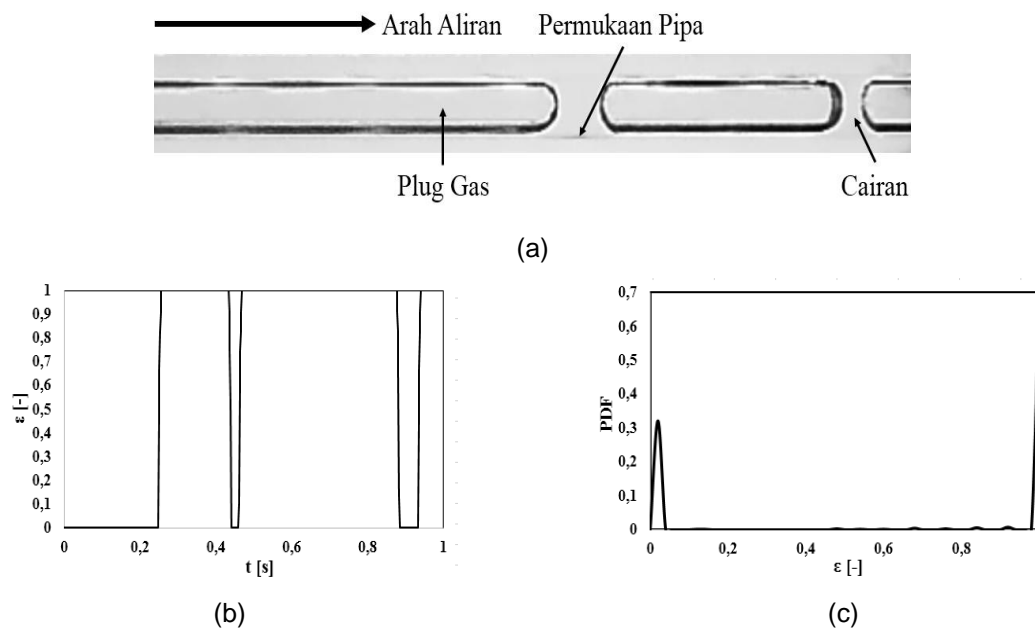 Arah Aliran
Permukaan Pipa
Plug Gas
Cairan
(a)
1
0,9
0,8
0,7
0,6
0,5
0,4
0,3
0,2
0,1
0
ε [-]
0 0,2 0,4 0,6 0,8 1
t [s]
(b)
0,7
0,6
0,5
0,4
0,3
0,2
0,1
0
PDF
0 0,2 0,4 0,6 0,8
ε [-]
(c)